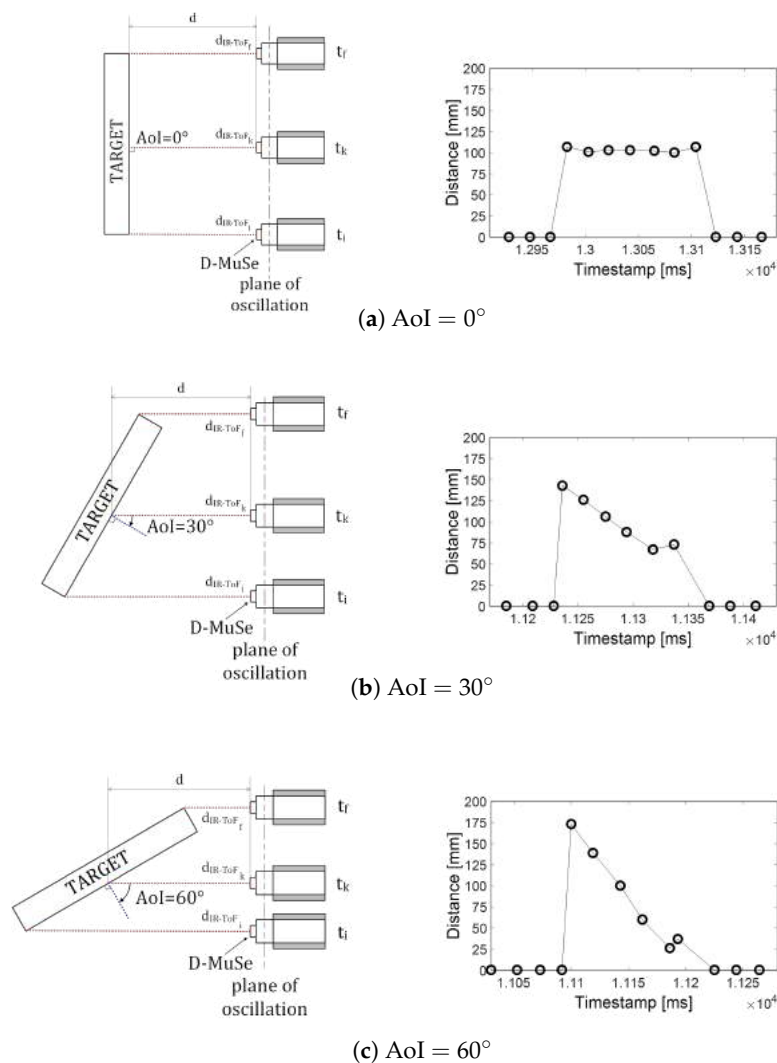 d
dIR-ToFf
tf
TARGET
AoI=0°
dIR-ToFk
tk
dIR-ToFi
ti
D-MuSe
plane of
oscillation
Distance [mm]
200
175
150
125
100
75
50
25
0
1.295 1.3 1.305 1.31 1.315
Timestamp [ms] ×10⁴
(a) AoI = 0°
d
dIR-ToFf
tf
TARGET
dIR-ToFk
tk
AoI=30°
dIR-ToFi
ti
D-MuSe
plane of
oscillation
Distance [mm]
200
175
150
125
100
75
50
25
0
1.12 1.125 1.13 1.135 1.14
Timestamp [ms] ×10⁴
(b) AoI = 30°
d
dIR-ToFf
tf
TARGET
dIR-ToFk
tk
AoI=60°
dIR-ToFi
ti
D-MuSe
plane of
oscillation
Distance [mm]
200
175
150
125
100
75
50
25
0
1.105 1.11 1.115 1.12 1.125
Timestamp [ms] ×10⁴
(c) AoI = 60°